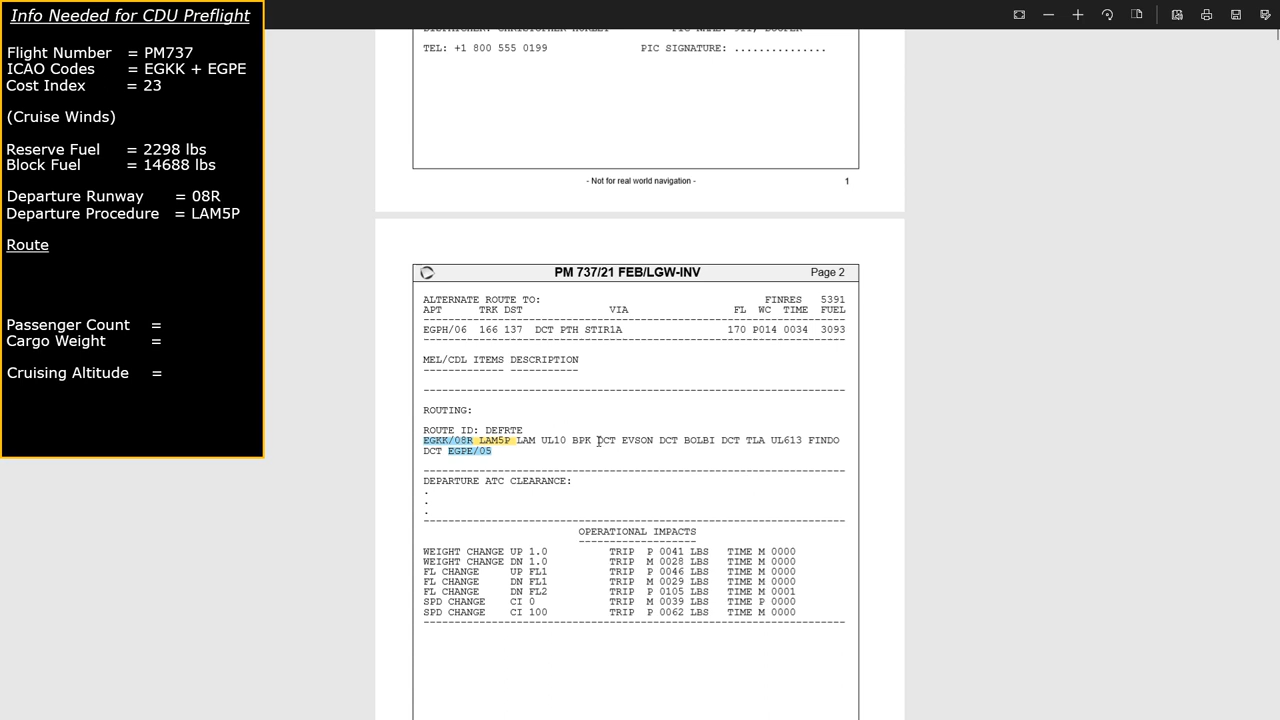 Info Needed for CDU Preflight
Flight Number = PM737
ICAO Codes = EGKK + EGPE
Cost Index = 23
(Cruise Winds)
Reserve Fuel = 2298 lbs
Block Fuel = 14688 lbs
Departure Runway = 08R
Departure Procedure = LAM5P
Route
Passenger Count =
Cargo Weight =
Cruising Altitude =
TEL: +1 800 555 0199 PIC SIGNATURE: ...............
- Not for real world navigation - 1
PM 737/21 FEB/LGW-INV Page 2
ALTERNATE ROUTE TO: FINRES 5391
APT TRK DST VIA FL WC TIME FUEL
--------------------------------------------------------------------
EGPH/06 166 137 DCT PTH STIR1A 170 P014 0034 3093
--------------------------------------------------------------------
MEL/CDL ITEMS DESCRIPTION
------------- -----------
--------------------------------------------------------------------
ROUTING:
ROUTE ID: DEFRTE
EGKK/08R LAM5P LAM UL10 BPK DCT EVSON DCT BOLBI DCT TLA UL613 FINDO
DCT EGPE/05
--------------------------------------------------------------------
DEPARTURE ATC CLEARANCE:
.
.
.
--------------------------------------------------------------------
OPERATIONAL IMPACTS
-------------------
WEIGHT CHANGE UP 1.0 TRIP P 0041 LBS TIME M 0000
WEIGHT CHANGE DN 1.0 TRIP M 0028 LBS TIME M 0000
FL CHANGE UP FL1 TRIP P 0046 LBS TIME M 0000
FL CHANGE DN FL1 TRIP M 0029 LBS TIME M 0000
FL CHANGE DN FL2 TRIP P 0105 LBS TIME M 0001
SPD CHANGE CI 0 TRIP M 0039 LBS TIME P 0000
SPD CHANGE CI 100 TRIP P 0062 LBS TIME M 0000
--------------------------------------------------------------------